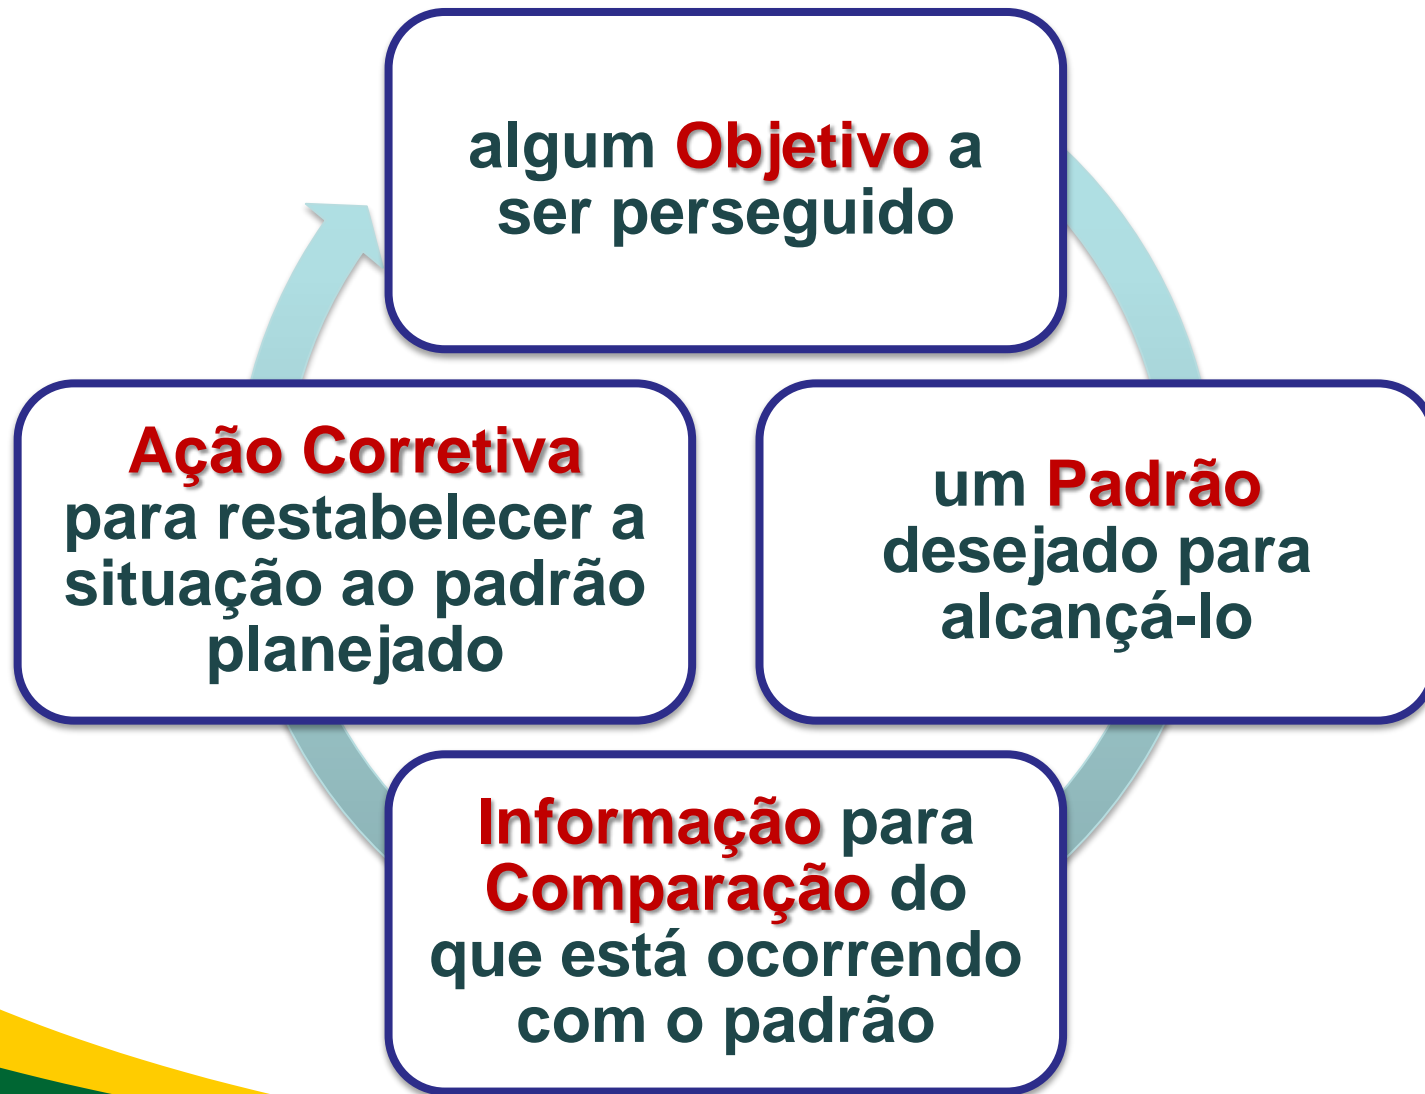 algum Objetivo a
ser perseguido
um Padrão
desejado para
alcançá-lo
Informação para
Comparação do
que está ocorrendo
com o padrão
Ação Corretiva
para restabelecer a
situação ao padrão
planejado